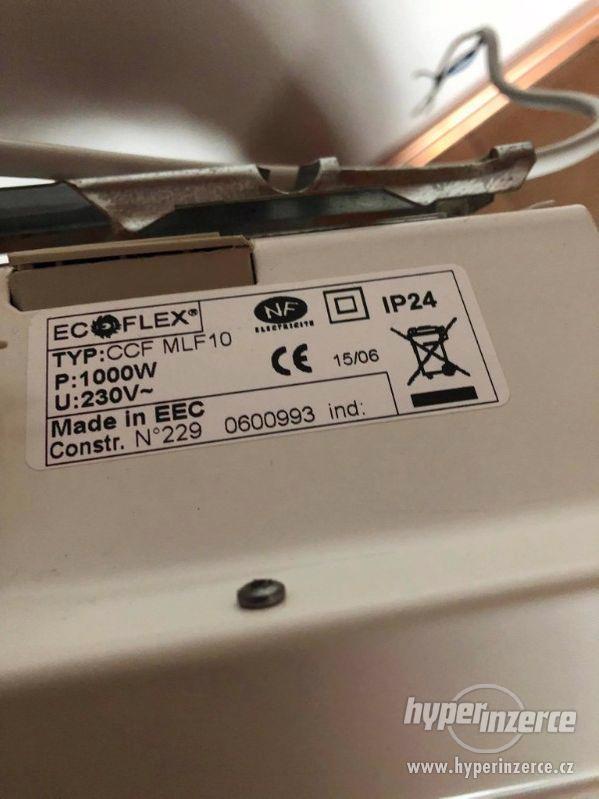 ECOFLEX®
TYP:CCF MLF10
P:1000W
U:230V~
Made in EEC
Constr. N°229 0600993 ind:
NF
ELECTRICITE
IP24
CE 15/06
hyperinzerce
www.hyperinzerce.cz